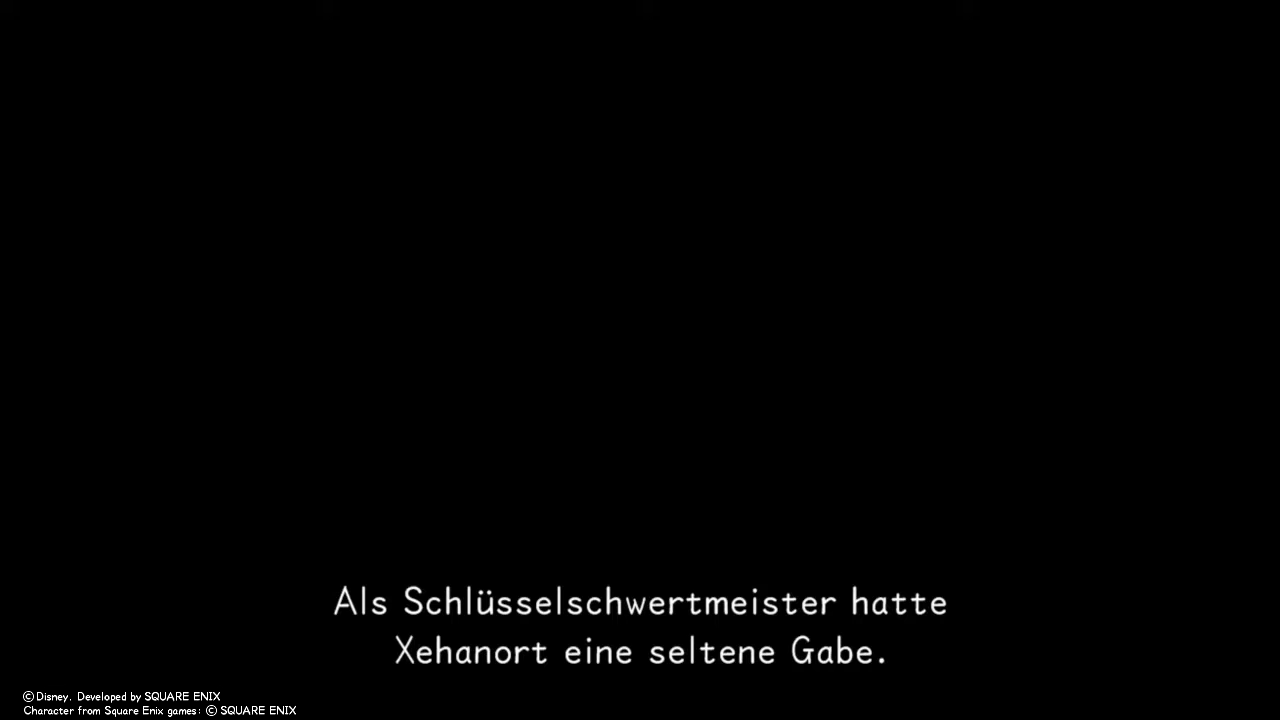 Als Schlüsselschwertmeister hatte
Xehanort eine seltene Gabe.
©Disney. Developed by SQUARE ENIX
Character from Square Enix games: © SQUARE ENIX